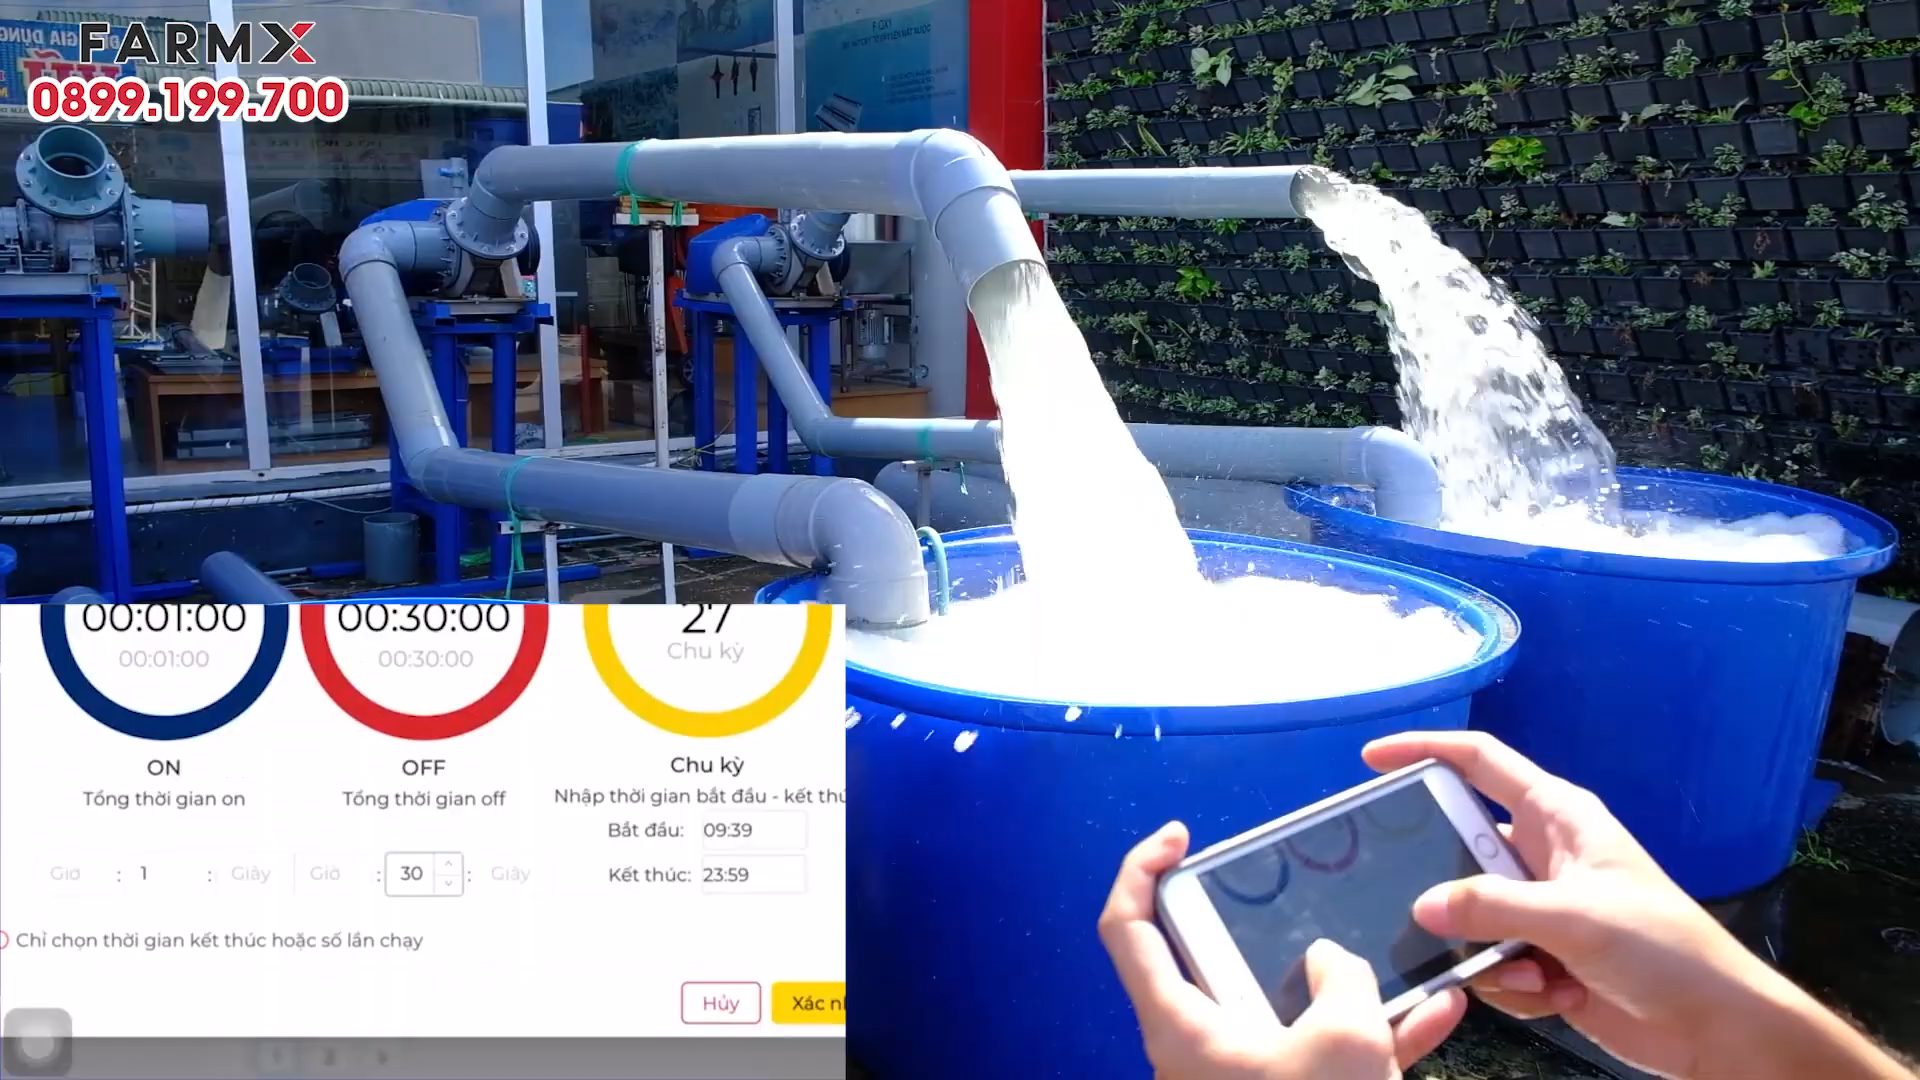 FARMX
0899.199.700
00:01:00
00:01:00
ON
Tổng thời gian on
00:30:00
00:30:00
OFF
Tổng thời gian off
27
Chu kỳ
Chu kỳ
Nhập thời gian bắt đầu - kết
Bắt đầu: 09:39
Kết thúc: 23:59
Giờ : 1 : Giây
Giờ : 30 : Giây
Chỉ chọn thời gian kết thúc hoặc số lần chạy
Hủy
Xác